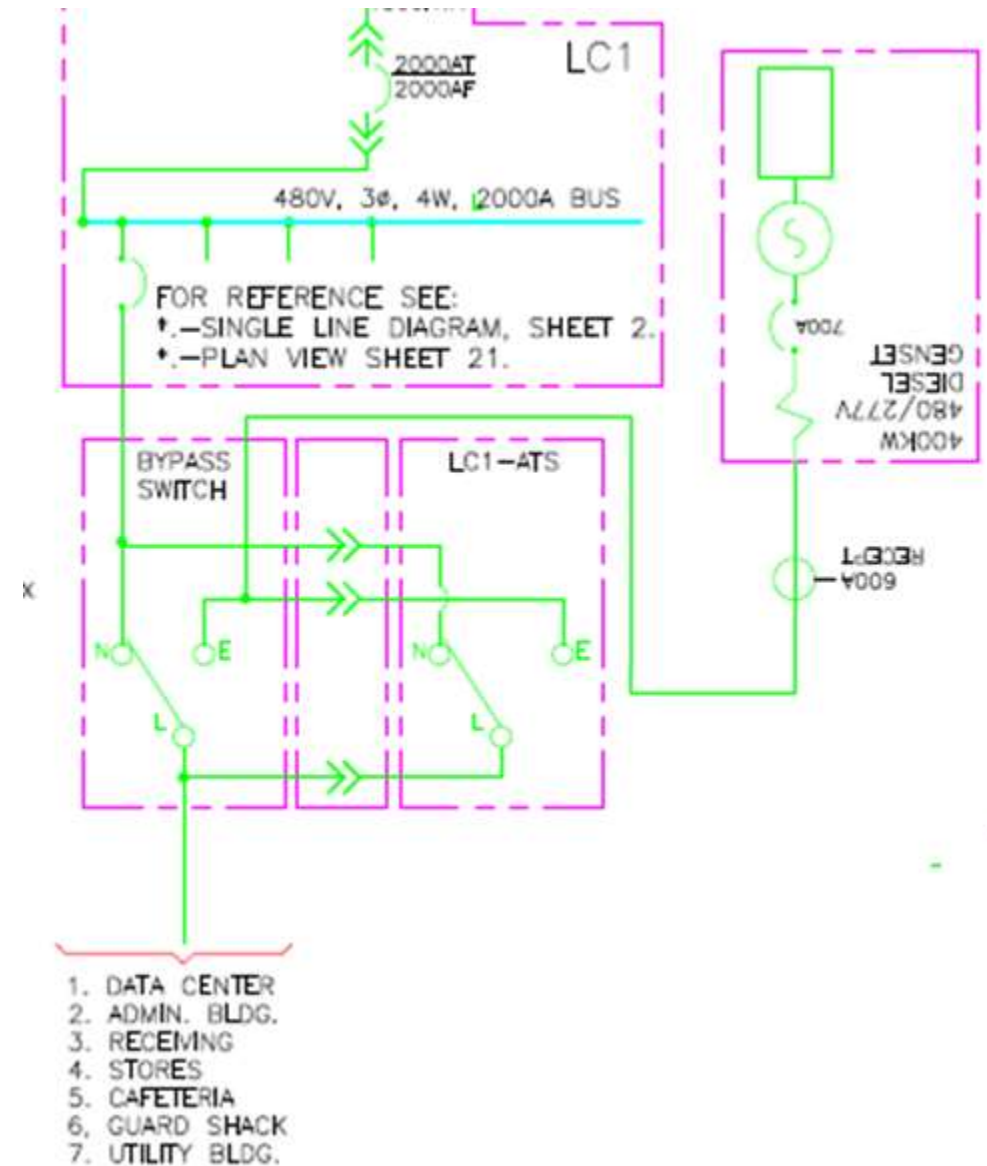 LC1
2000AT
2000AF
480V, 3ø, 4W, 2000A BUS
FOR REFERENCE SEE:
*.—SINGLE LINE DIAGRAM, SHEET 2.
*.—PLAN VIEW SHEET 21.
700A
400KW
480/277V
DIESEL
GENSET
BYPASS
SWITCH
LC1—ATS
600A
RECEPT
X
N
E
L
N
E
L
1. DATA CENTER
2. ADMIN. BLDG.
3. RECEIVING
4. STORES
5. CAFETERIA
6, GUARD SHACK
7. UTILITY BLDG.